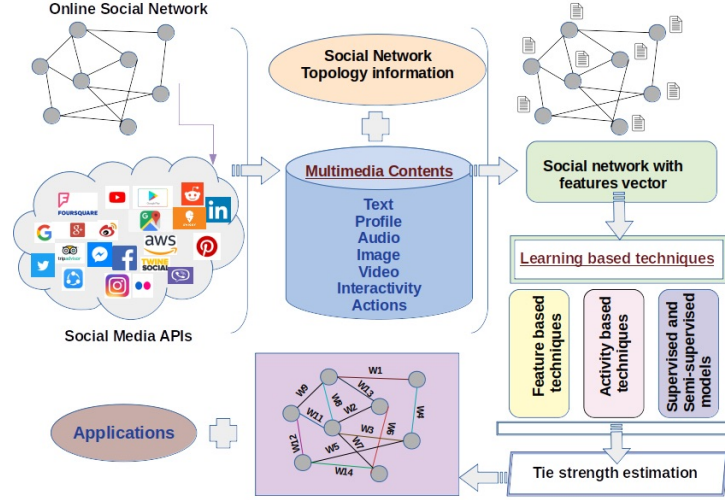 Online Social Network
Social Network
Topology information
Multimedia Contents
Text
Profile
Audio
Image
Video
Interactivity
Actions
Social network with
features vector
Learning based techniques
Feature based
techniques
Activity based
techniques
Supervised and
Semi-supervised
models
Tie strength estimation
FOURSQUARE
in
G
g+
aws
tripadvisor
f
TWINE
SOCIAL
Social Media APIs
W1
W9
W13
W8
W2
W4
W11
W3
W6
W12
W5
W7
W14
Applications